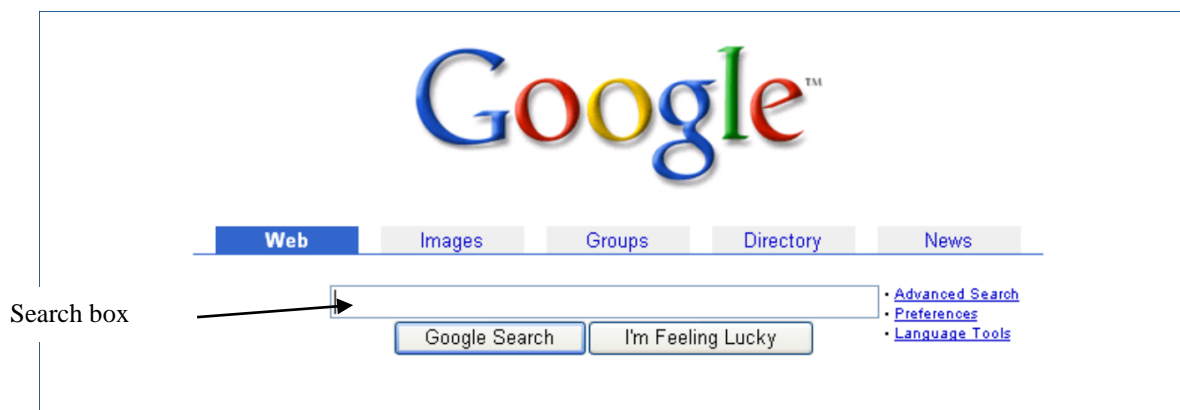 Google™
Web Images Groups Directory News
Search box
• Advanced Search
• Preferences
• Language Tools
Google Search I'm Feeling Lucky